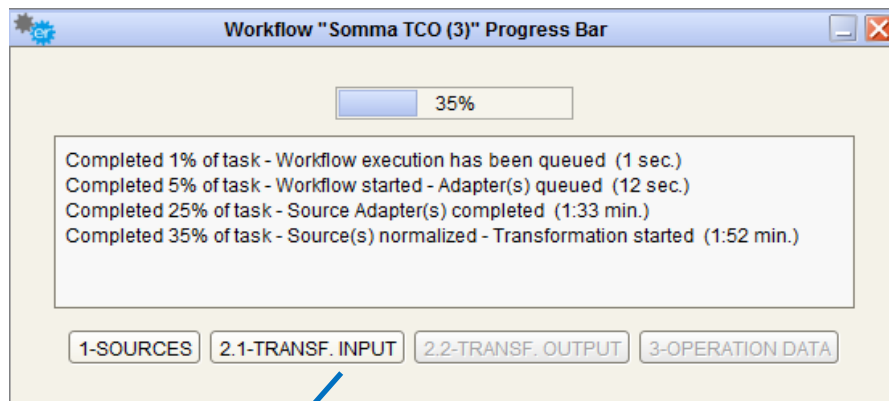 er
Workflow "Somma TCO (3)" Progress Bar
35%
Completed 1% of task - Workflow execution has been queued (1 sec.)
Completed 5% of task - Workflow started - Adapter(s) queued (12 sec.)
Completed 25% of task - Source Adapter(s) completed (1:33 min.)
Completed 35% of task - Source(s) normalized - Transformation started (1:52 min.)
1-SOURCES 2.1-TRANSF. INPUT 2.2-TRANSF. OUTPUT 3-OPERATION DATA